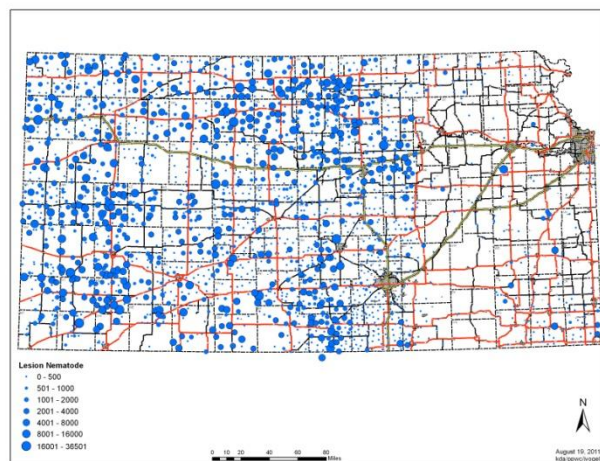 Lesion Nematode
0 - 500
501 - 1000
1001 - 2000
2001 - 4000
4001 - 8000
8001 - 16000
16001 - 36501
0 10 20 40 60 80
Miles
N
August 19, 2011